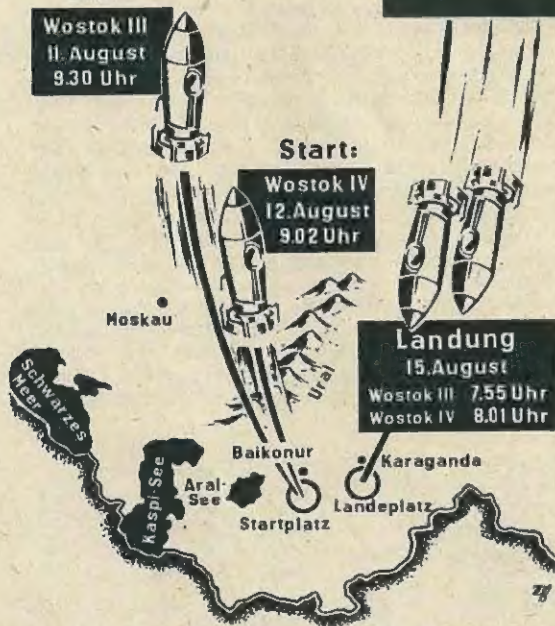 Wostok III
11. August
9.30 Uhr
Start:
Wostok IV
12. August
9.02 Uhr
Moskau
Ural
Landung
15. August
Wostok III 7.55 Uhr
Wostok IV 8.01 Uhr
Schwarzes
Meer
Kaspi-See
Aral-
See
Baikonur
Startplatz
Karaganda
Landeplatz